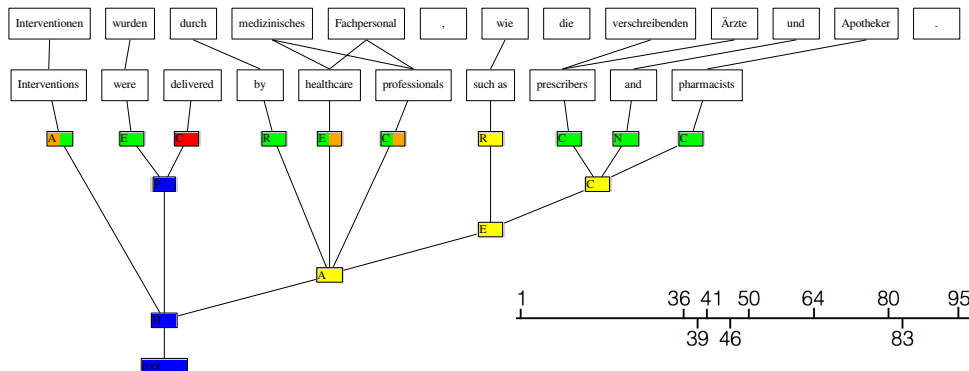 Interventionen wurden durch medizinisches Fachpersonal , wie die verschreibenden Ärzte und Apotheker .
Interventions were delivered by healthcare professionals such as prescribers and pharmacists
A E C R E C R C N C
P C
E
A
1 36 41 50 64 80 95
H
39 46 83
root